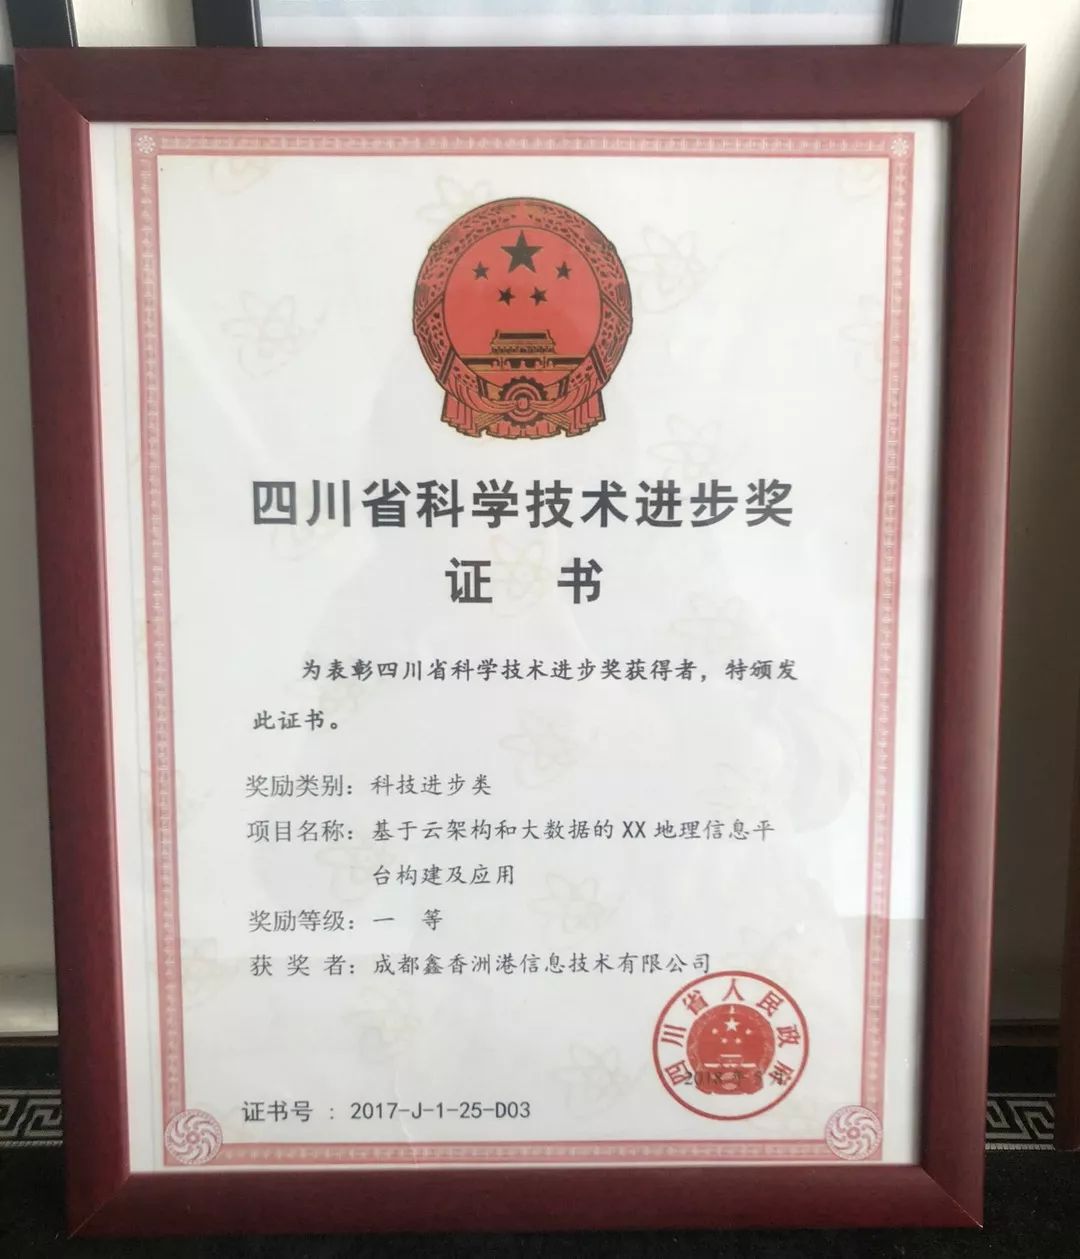 四川省科学技术进步奖
证 书
为表彰四川省科学技术进步奖获得者，特颁发
此证书。
奖励类别：科技进步类
项目名称：基于云架构和大数据的 XX 地理信息平
台构建及应用
奖励等级：一 等
获 奖 者：成都鑫香洲港信息技术有限公司
四川省人民政府
证书号 ：2017-J-1-25-D03